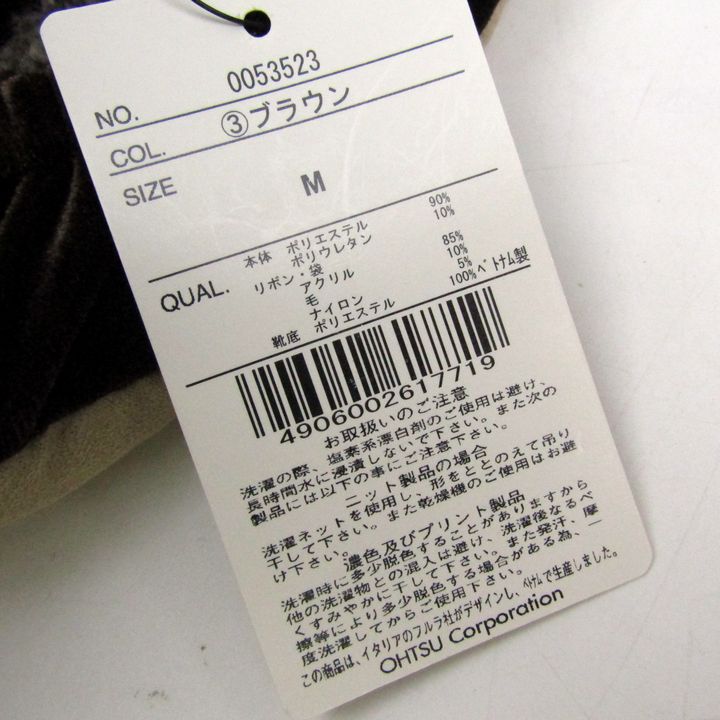 NO. 0053523
COL. ③ブラウン
SIZE M
QUAL.
本体 ポリエステル 90%
ポリウレタン 10%
リボン・袋
アクリル 85%
毛 10%
ナイロン 5%
靴底 ポリエステル 100% ベトナム製
4906002617719
お取扱いのご注意
洗濯の際、塩素系漂白剤のご使用は避け、
長時間水に浸漬しないで下さい。また次の
製品には以下の事にご注意下さい。
ニット製品の場合
洗濯ネットを使用し、形をととのえて吊り
干して下さい。また乾燥機のご使用はお避
け下さい。
濃色及びプリント製品
洗濯時に多少脱色することがありますから
他の洗濯物との混入は避け、洗濯後なるべ
くすみやかに干して下さい。また発汗、摩
擦等により多少脱色する場合がある為、一
度洗濯してからご使用下さい。
この商品は、イタリアのフルラ社がデザインし、ベトナムで生産しました。
OHTSU Corporation